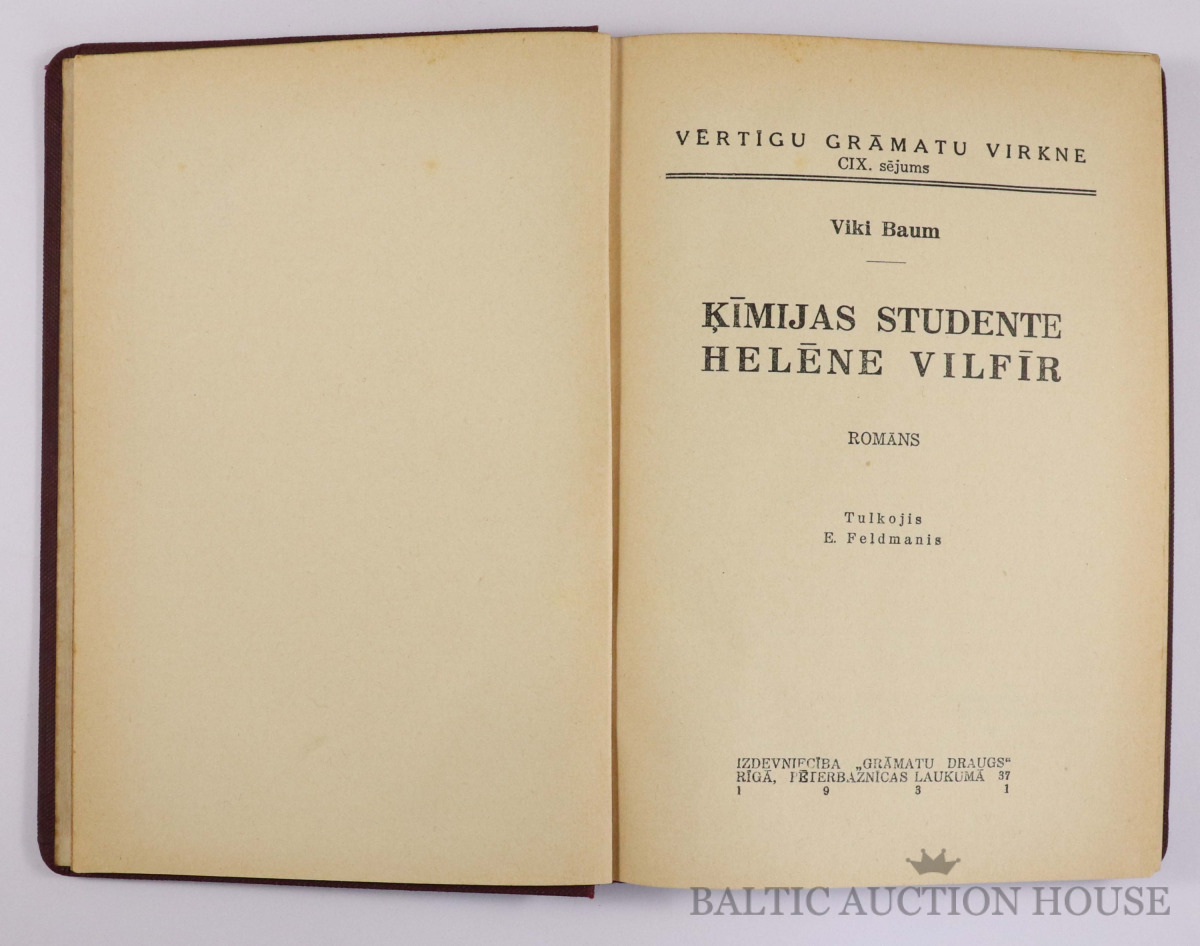 VĒRTĪGU GRĀMATU VIRKNE
CIX. sējums
Viki Baum
ĶĪMIJAS STUDENTE
HELĒNE VILFĪR
ROMĀNS
Tulkojis
E. Feldmanis
IZDEVNIECĪBA „GRĀMATU DRAUGS“
RĪGĀ, PĒTERBAZNĪCAS LAUKUMĀ 37
1 9 3 1
BALTIC AUCTION HOUSE